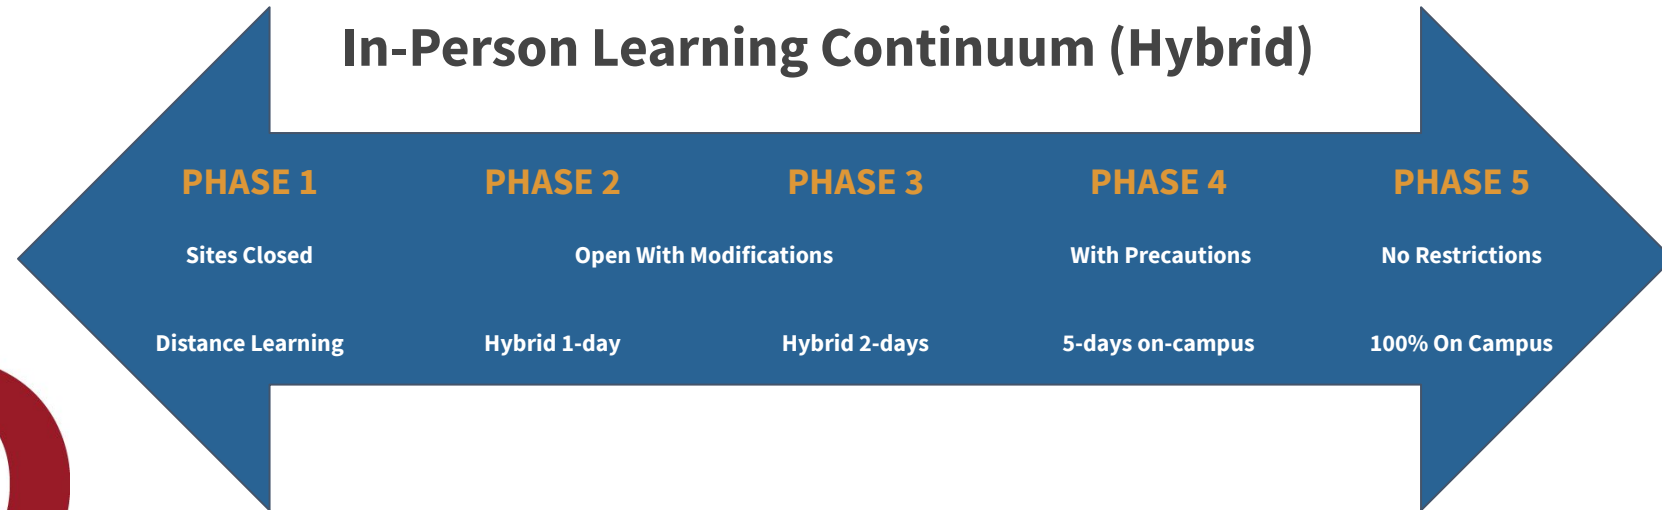 In-Person Learning Continuum (Hybrid)
PHASE 1 PHASE 2 PHASE 3 PHASE 4 PHASE 5
Sites Closed Open With Modifications With Precautions No Restrictions
Distance Learning Hybrid 1-day Hybrid 2-days 5-days on-campus 100% On Campus